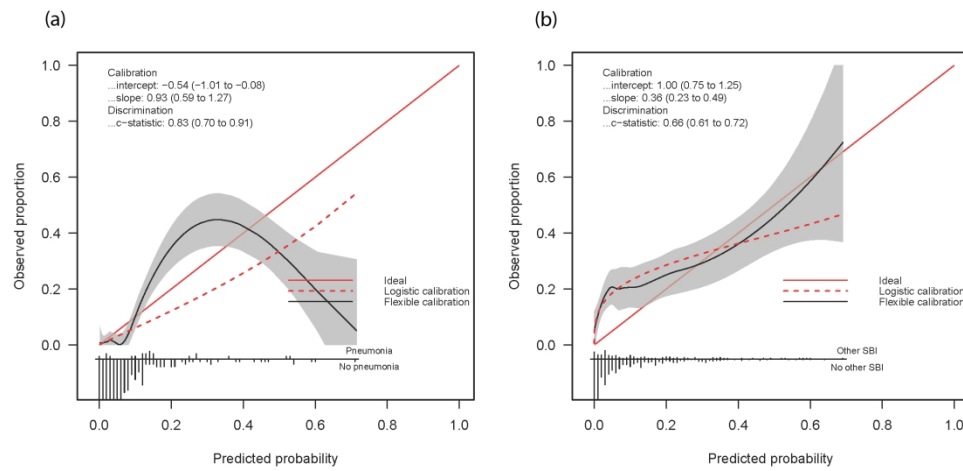 (a)
Calibration
...intercept: −0.54 (−1.01 to −0.08)
...slope: 0.93 (0.59 to 1.27)
Discrimination
...c−statistic: 0.83 (0.70 to 0.91)
Observed proportion
1.0
0.8
0.6
0.4
0.2
0.0
Ideal
Logistic calibration
Flexible calibration
Pneumonia
No pneumonia
0.0 0.2 0.4 0.6 0.8 1.0
Predicted probability
(b)
Calibration
...intercept: 1.00 (0.75 to 1.25)
...slope: 0.36 (0.23 to 0.49)
Discrimination
...c−statistic: 0.66 (0.61 to 0.72)
Observed proportion
1.0
0.8
0.6
0.4
0.2
0.0
Ideal
Logistic calibration
Flexible calibration
Other SBI
No other SBI
0.0 0.2 0.4 0.6 0.8 1.0
Predicted probability